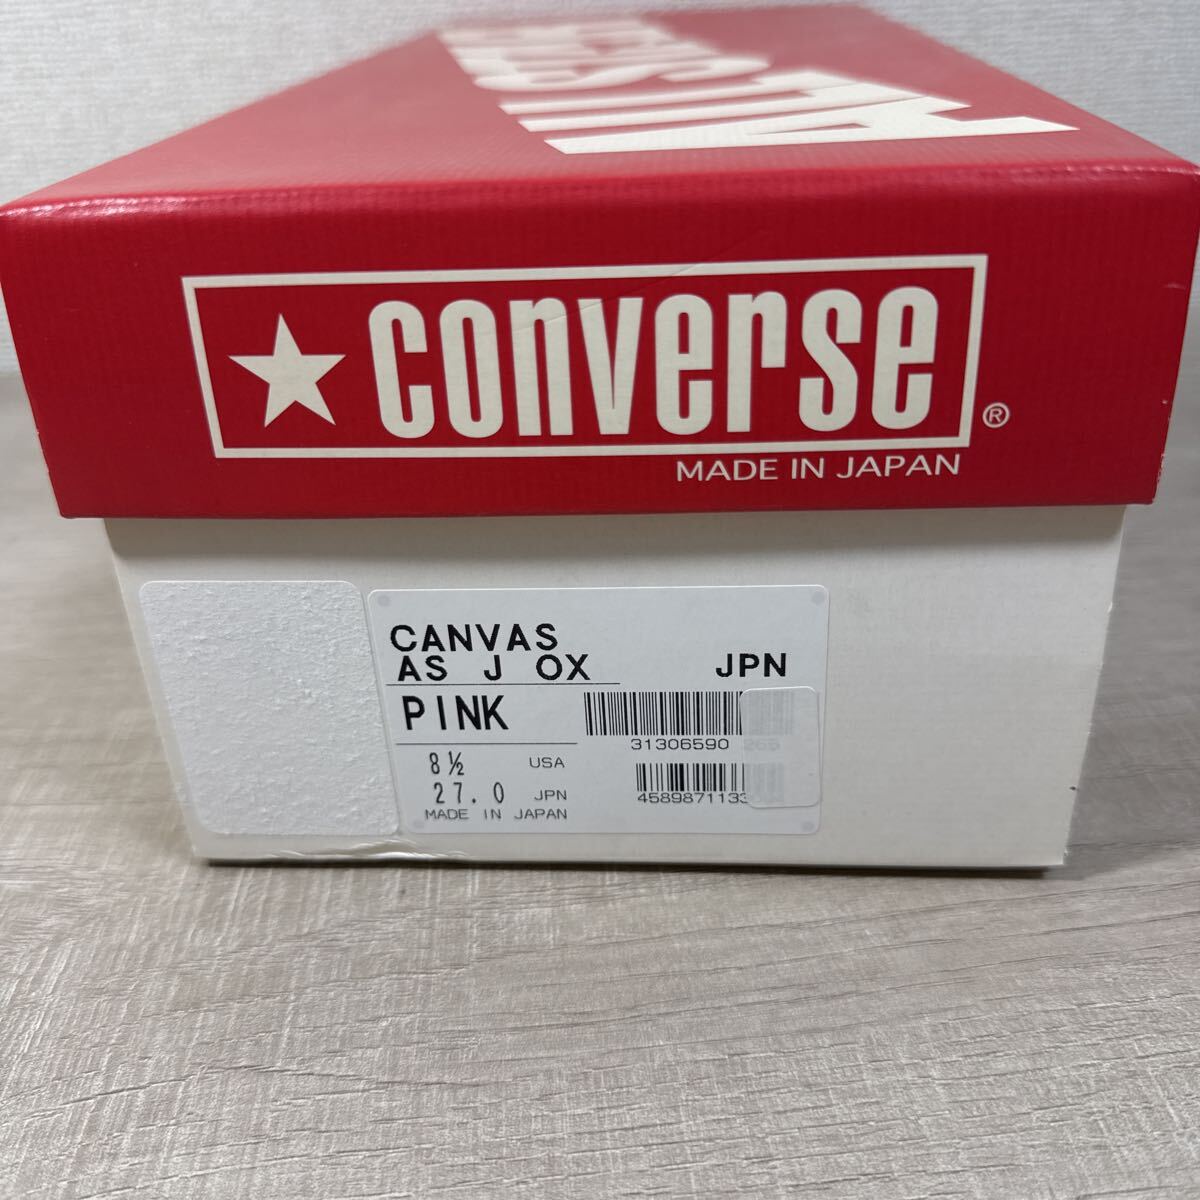 ALL
STAR
CONVERSE
®
MADE IN JAPAN
CANVAS
AS J OX JPN
PINK
31306590 265
8½ USA
27.0 JPN
MADE IN JAPAN
458987113